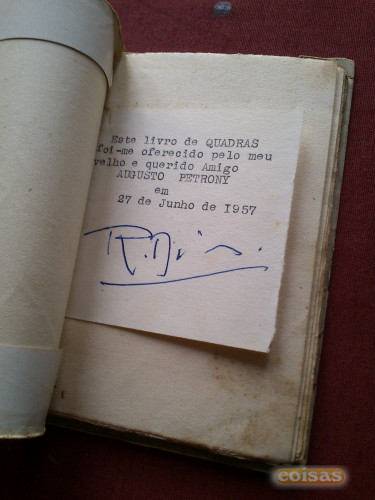 Este livro de QUADRAS
foi-me oferecido pelo meu
velho e querido Amigo
AUGUSTO PETRONY
em
27 de Junho de I957
coisas